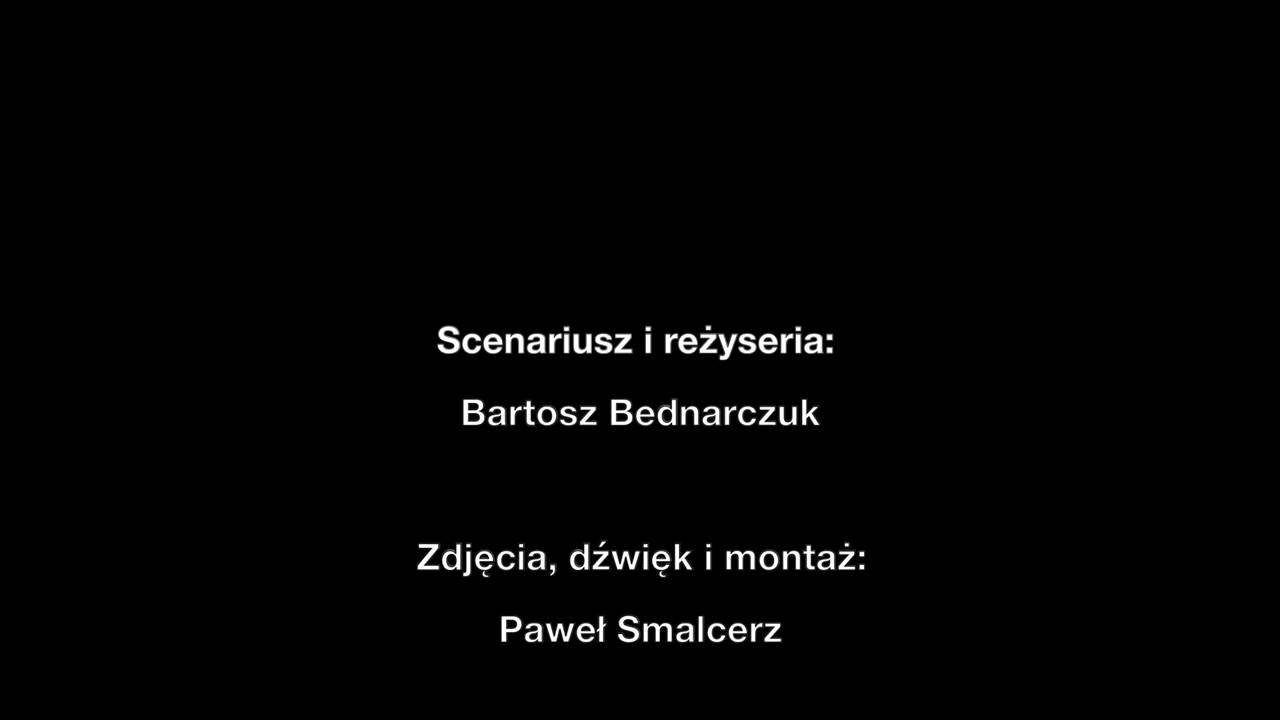 Scenariusz i reżyseria:
Bartosz Bednarczuk
Zdjęcia, dźwięk i montaż:
Paweł Smalcerz